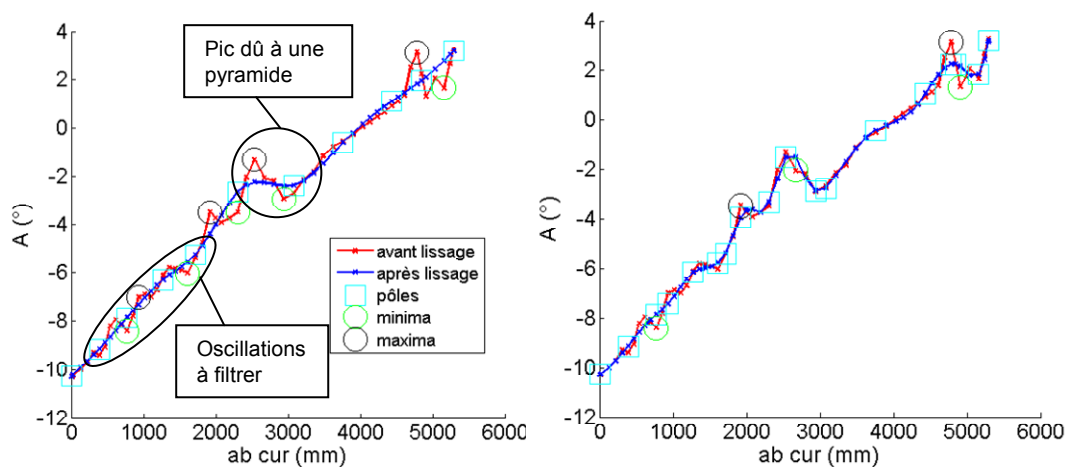 Pic dû à une
pyramide
4
2
0
-2
-4
-6
-8
-10
-12
A (°)
avant lissage
après lissage
pôles
minima
maxima
Oscillations
à filtrer
0 1000 2000 3000 4000 5000 6000
ab cur (mm)
4
2
0
-2
-4
-6
-8
-10
-12
A (°)
0 1000 2000 3000 4000 5000 6000
ab cur (mm)